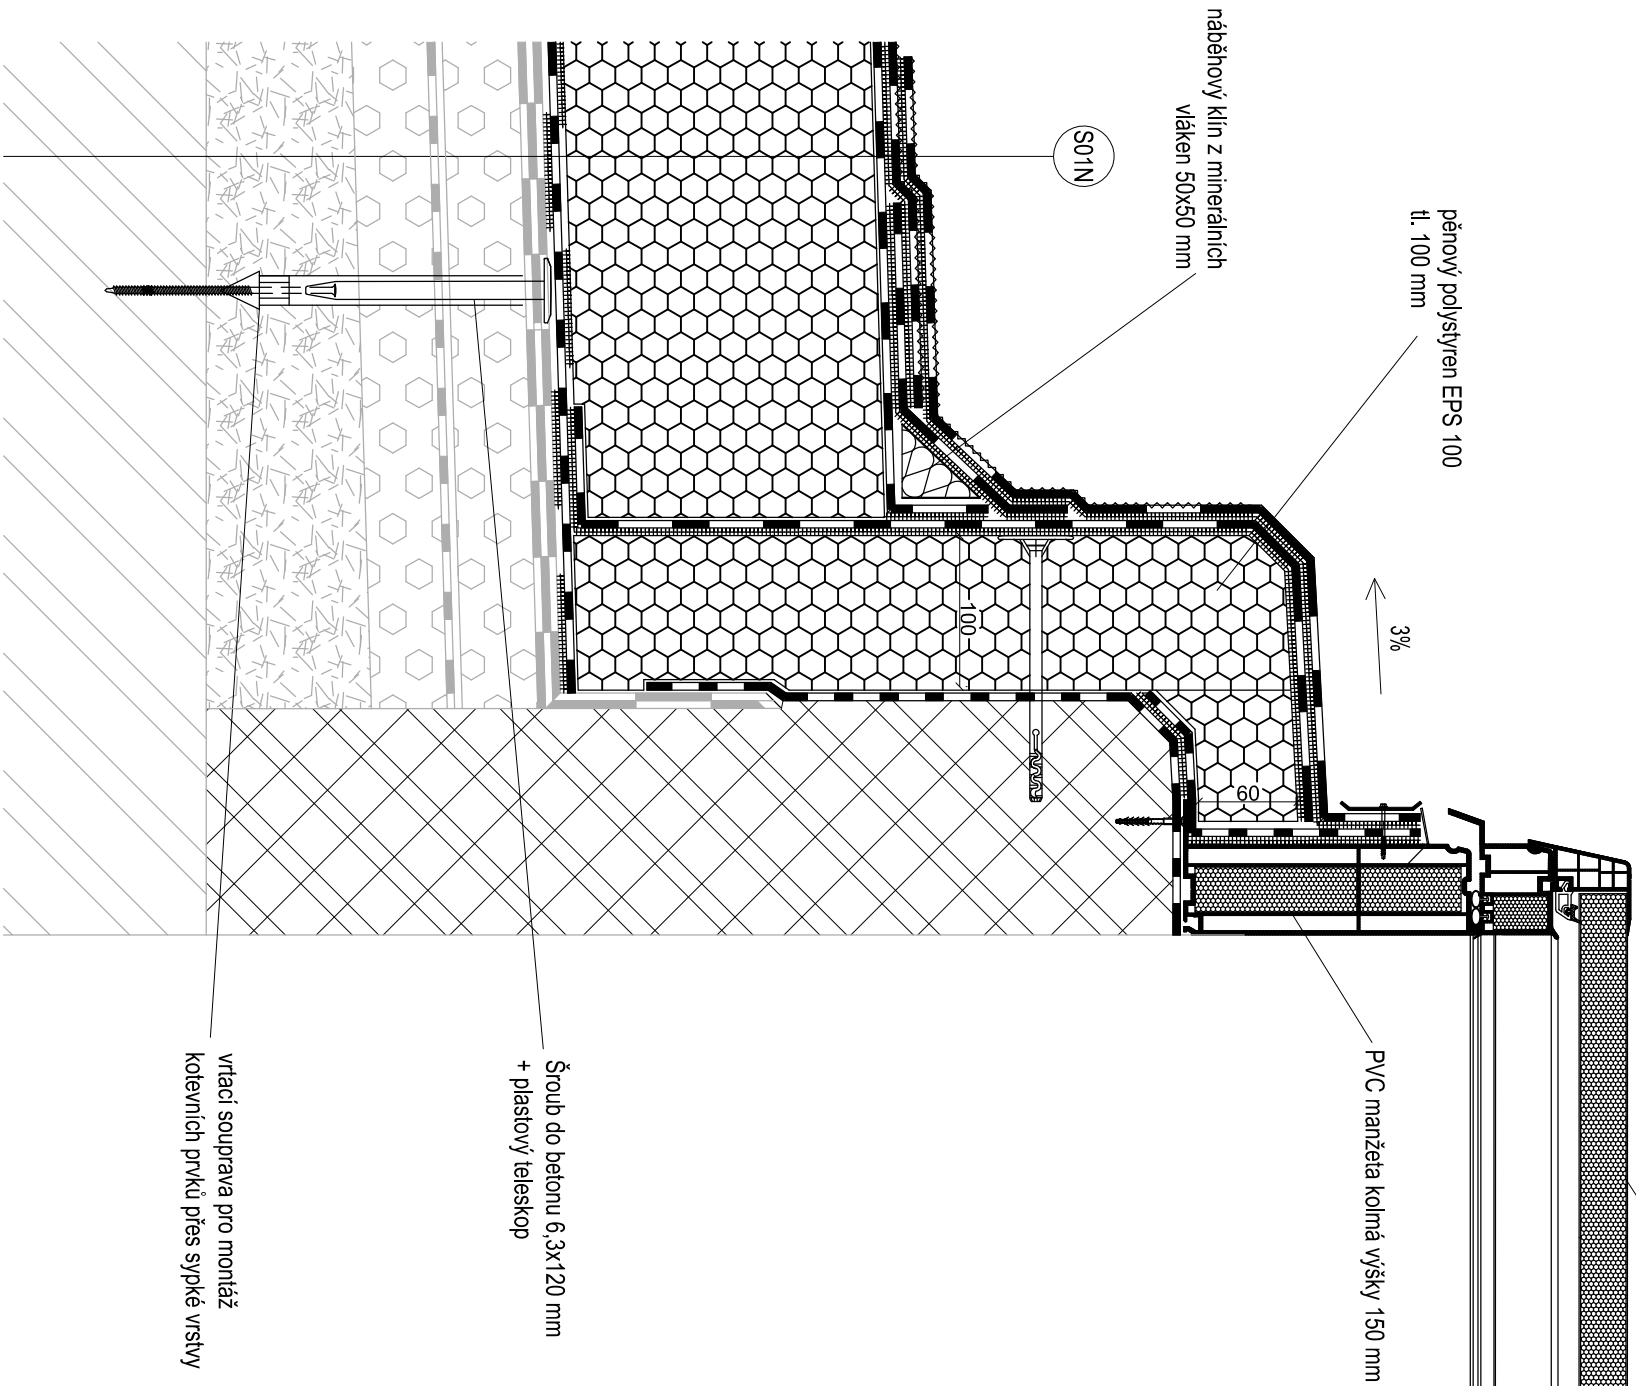 náběhový klín z minerálních
vláken 50x50 mm
S01N
pěnový polystyren EPS 100
tl. 100 mm
3%
100
60
PVC manžeta kolmá výšky 150 mm
Šroub do betonu 6,3x120 mm
+ plastový teleskop
vrtací souprava pro montáž
kotevních prvků přes sypké vrstvy